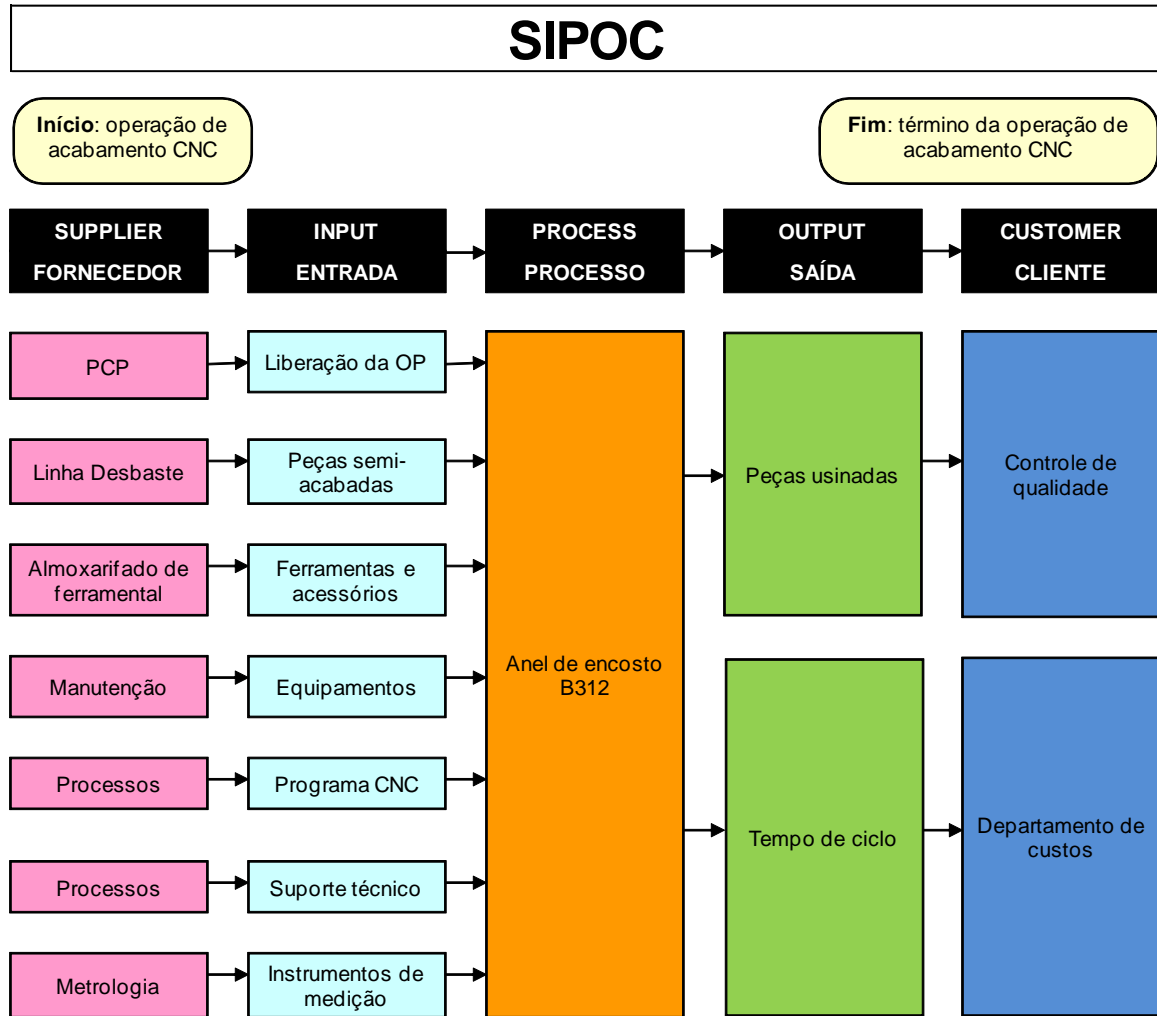 SIPOC
Início: operação de
acabamento CNC
Fim: término da operação de
acabamento CNC
SUPPLIER
FORNECEDOR
INPUT
ENTRADA
PROCESS
PROCESSO
OUTPUT
SAÍDA
CUSTOMER
CLIENTE
PCP
Liberação da OP
Linha Desbaste
Peças semi-
acabadas
Almoxarifado de
ferramental
Ferramentas e
acessórios
Manutenção
Equipamentos
Processos
Programa CNC
Processos
Suporte técnico
Metrologia
Instrumentos de
medição
Anel de encosto
B312
Peças usinadas
Tempo de ciclo
Controle de
qualidade
Departamento de
custos